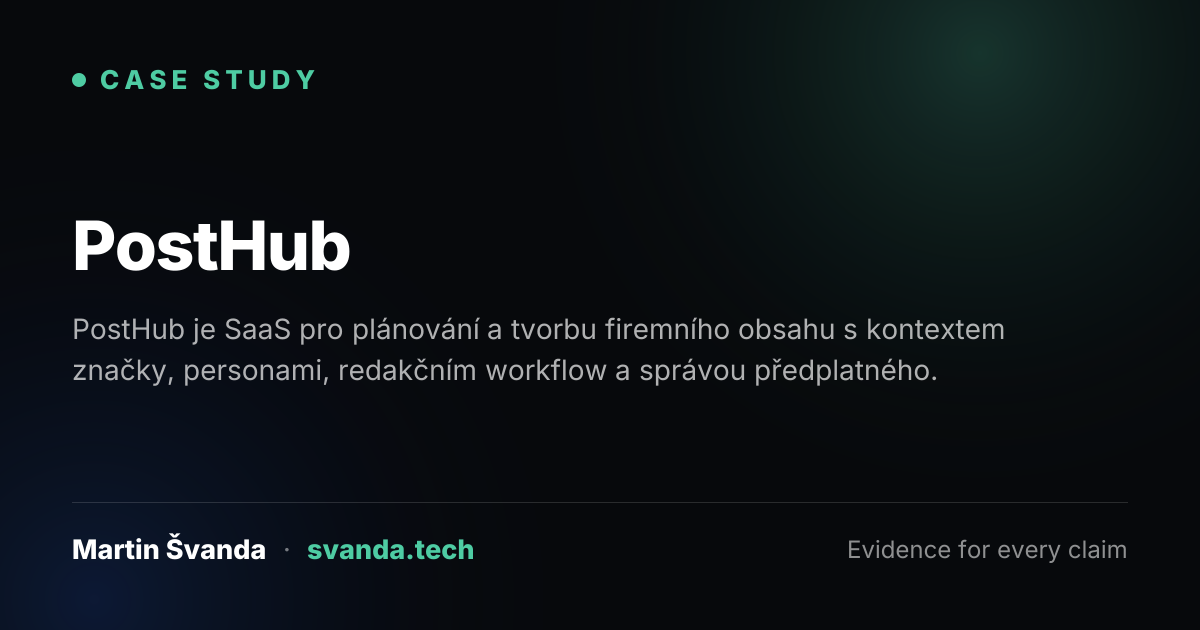 CASE STUDY
PostHub
PostHub je SaaS pro plánování a tvorbu firemního obsahu s kontextem
značky, personami, redakčním workflow a správou předplatného.
Martin Švanda · svanda.tech
Evidence for every claim